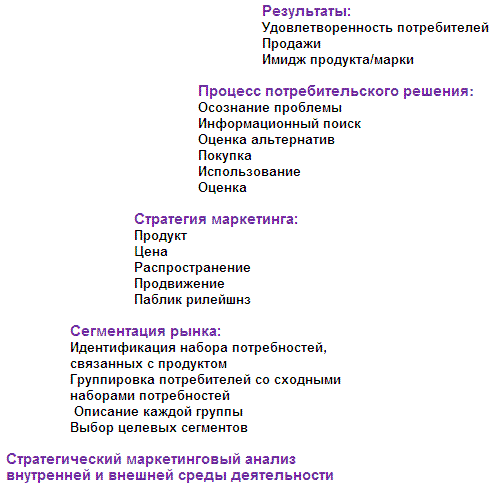 Результаты:
Удовлетворенность потребителей
Продажи
Имидж продукта/марки
Процесс потребительского решения:
Осознание проблемы
Информационный поиск
Оценка альтернатив
Покупка
Использование
Оценка
Стратегия маркетинга:
Продукт
Цена
Распространение
Продвижение
Паблик рилейшнз
Сегментация рынка:
Идентификация набора потребностей,
связанных с продуктом
Группировка потребителей со сходными
наборами потребностей
Описание каждой группы
Выбор целевых сегментов
Стратегический маркетинговый анализ
внутренней и внешней среды деятельности